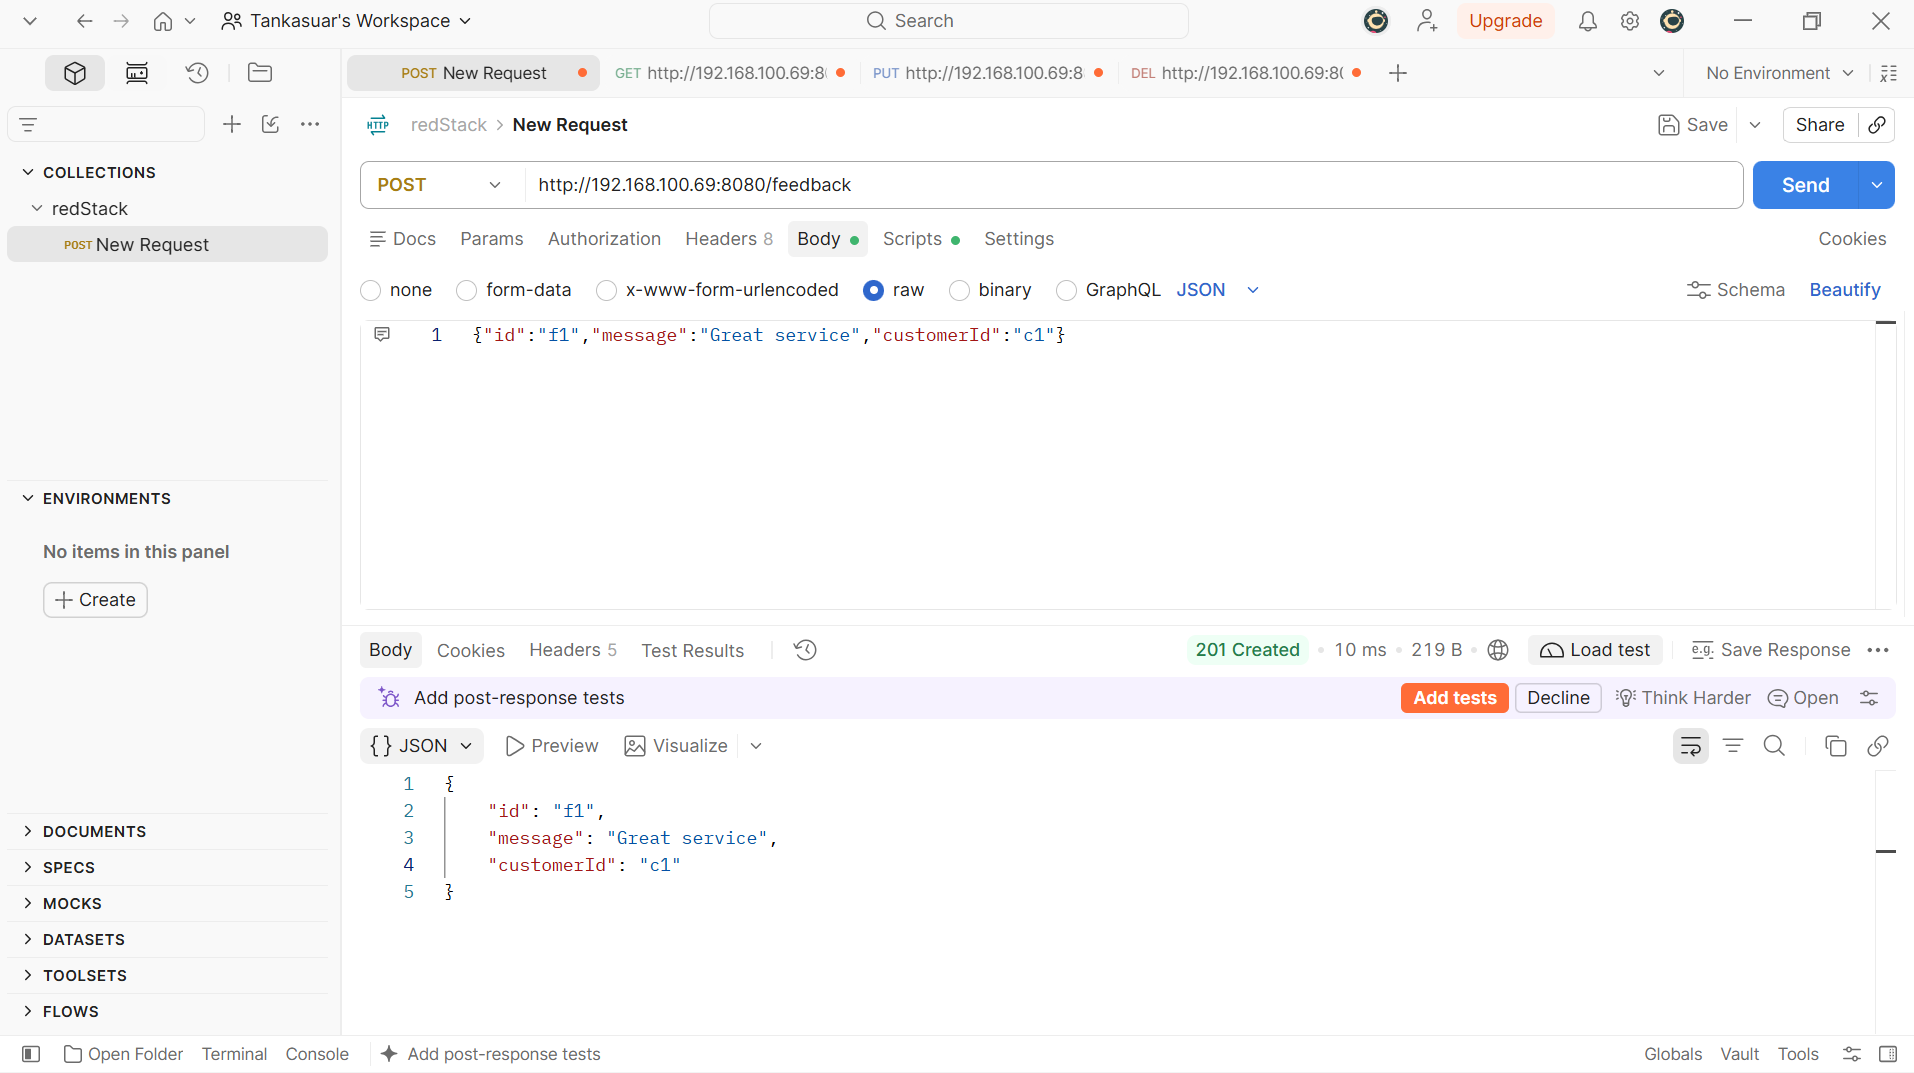 Tankasuar's Workspace
Search
Upgrade
POST New Request
GET http://192.168.100.69:8
PUT http://192.168.100.69:8
DEL http://192.168.100.69:80
No Environment
redStack > New Request
Save
Share
COLLECTIONS
redStack
POST New Request
POST
http://192.168.100.69:8080/feedback
Send
Docs
Params
Authorization
Headers 8
Body
Scripts
Settings
Cookies
none
form-data
x-www-form-urlencoded
raw
binary
GraphQL
JSON
Schema
Beautify
1 {"id":"f1","message":"Great service","customerId":"c1"}
ENVIRONMENTS
No items in this panel
Create
Body
Cookies
Headers 5
Test Results
201 Created
10 ms
219 B
Load test
e.g. Save Response
Add post-response tests
Add tests
Decline
Think Harder
Open
{} JSON
Preview
Visualize
1 {
2 "id": "f1",
3 "message": "Great service",
4 "customerId": "c1"
5 }
DOCUMENTS
SPECS
MOCKS
DATASETS
TOOLSETS
FLOWS
Open Folder
Terminal
Console
Add post-response tests
Globals
Vault
Tools